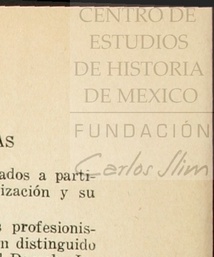 CENTRO DE
ESTUDIOS
DE HISTORIA
DE MEXICO
FUNDACIÓN
Carlos Slim
AS
ados a parti-
ización y su
s profesionis-
n distinguido